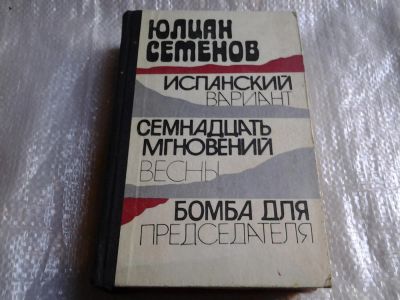 ЮЛИАН
СЕМЕНОВ
ИСПАНСКИЙ
ВАРИАНТ
СЕМНАДЦАТЬ
МГНОВЕНИЙ
ВЕСНЫ
БОМБА ДЛЯ
ПРЕДСЕДАТЕЛЯ